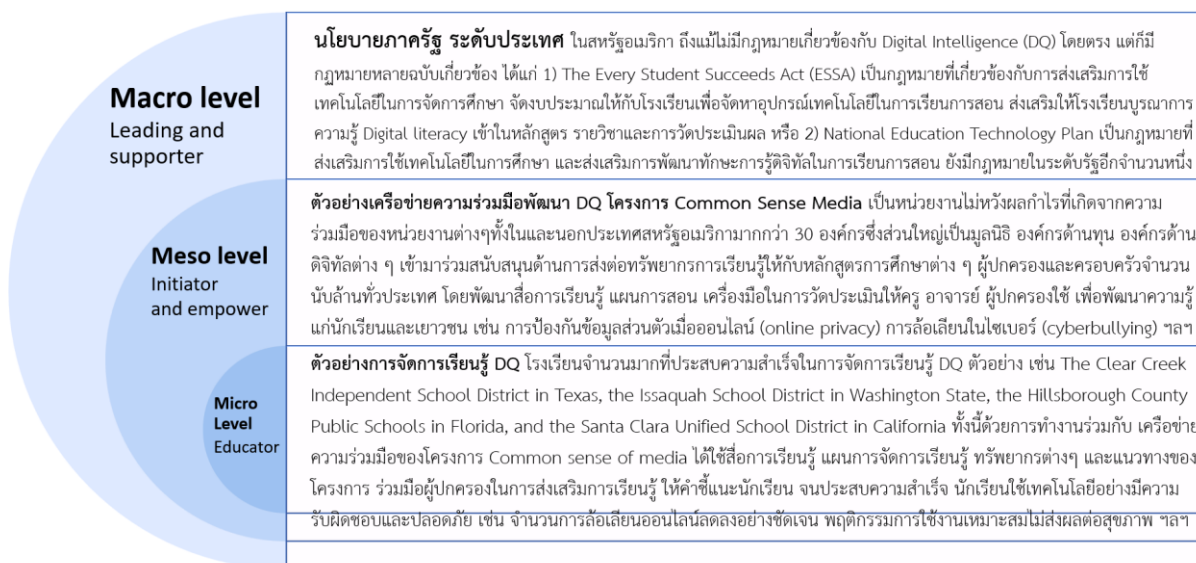 Macro level
Leading and
supporter
นโยบายภาครัฐ ระดับประเทศ ในสหรัฐอเมริกา ถึงแม้ไม่มีกฎหมายเกี่ยวข้องกับ Digital Intelligence (DQ) โดยตรง แต่ก็มี
กฎหมายหลายฉบับเกี่ยวข้อง ได้แก่ 1) The Every Student Succeeds Act (ESSA) เป็นกฎหมายที่เกี่ยวข้องกับการส่งเสริมการใช้
เทคโนโลยีในการจัดการศึกษา จัดงบประมาณให้กับโรงเรียนเพื่อจัดหาอุปกรณ์เทคโนโลยีในการเรียนการสอน ส่งเสริมให้โรงเรียนบูรณาการ
ความรู้ Digital literacy เข้าในหลักสูตร รายวิชาและการวัดประเมินผล หรือ 2) National Education Technology Plan เป็นกฎหมายที่
ส่งเสริมการใช้เทคโนโลยีในการศึกษา และส่งเสริมการพัฒนาทักษะการรู้ดิจิทัลในการเรียนการสอน ยังมีกฎหมายในระดับรัฐอีกจำนวนหนึ่ง
Meso level
Initiator
and empower
ตัวอย่างเครือข่ายความร่วมมือพัฒนา DQ โครงการ Common Sense Media เป็นหน่วยงานไม่หวังผลกำไรที่เกิดจากความ
ร่วมมือของหน่วยงานต่างๆทั้งในและนอกประเทศสหรัฐอเมริกามากกว่า 30 องค์กรซึ่งส่วนใหญ่เป็นมูลนิธิ องค์กรด้านทุน องค์กรด้าน
ดิจิทัลต่าง ๆ เข้ามาร่วมสนับสนุนด้านการส่งต่อทรัพยากรการเรียนรู้ให้กับหลักสูตรการศึกษาต่าง ๆ ผู้ปกครองและครอบครัวจำนวน
นับล้านทั่วประเทศ โดยพัฒนาสื่อการเรียนรู้ แผนการสอน เครื่องมือในการวัดประเมินให้ครู อาจารย์ ผู้ปกครองใช้ เพื่อพัฒนาความรู้
แก่นักเรียนและเยาวชน เช่น การป้องกันข้อมูลส่วนตัวเมื่อออนไลน์ (online privacy) การล้อเลียนในไซเบอร์ (cyberbullying) ฯลฯ
Micro
Level
Educator
ตัวอย่างการจัดการเรียนรู้ DQ โรงเรียนจำนวนมากที่ประสบความสำเร็จในการจัดการเรียนรู้ DQ ตัวอย่าง เช่น The Clear Creek
Independent School District in Texas, the Issaquah School District in Washington State, the Hillsborough County
Public Schools in Florida, and the Santa Clara Unified School District in California ทั้งนี้ด้วยการทำงานร่วมกับ เครือข่าย
ความร่วมมือของโครงการ Common sense of media ได้ใช้สื่อการเรียนรู้ แผนการจัดการเรียนรู้ ทรัพยากรต่างๆ และแนวทางของ
โครงการ ร่วมมือผู้ปกครองในการส่งเสริมการเรียนรู้ ให้คำชี้แนะนักเรียน จนประสบความสำเร็จ นักเรียนใช้เทคโนโลยีอย่างมีความ
รับผิดชอบและปลอดภัย เช่น จำนวนการล้อเลียนออนไลน์ลดลงอย่างชัดเจน พฤติกรรมการใช้งานเหมาะสมไม่ส่งผลต่อสุขภาพ ฯลฯ